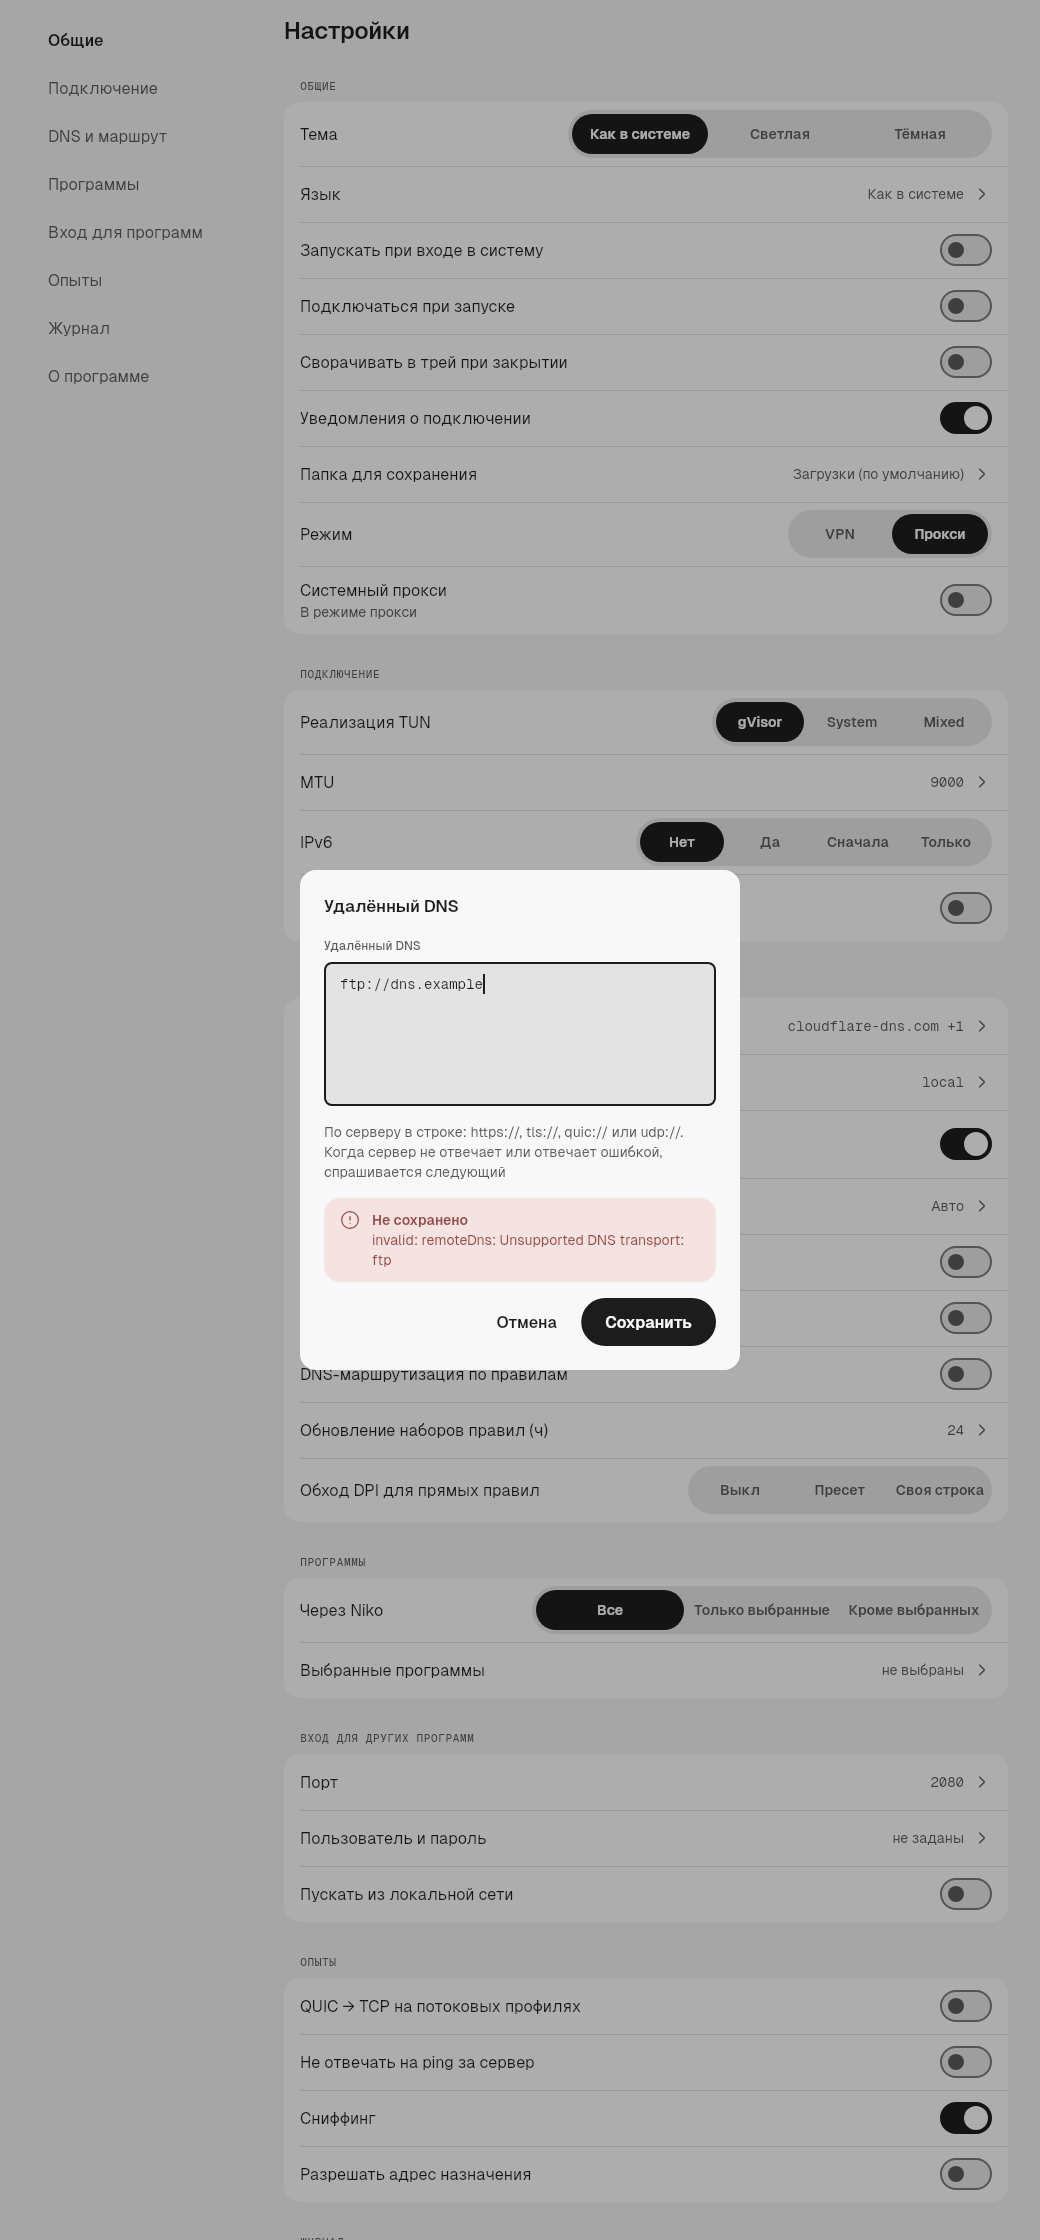 Общие
Подключение
DNS и маршрут
Программы
Вход для программ
Опыты
Журнал
О программе
Настройки
ОБЩИЕ
Тема
Как в системе
Светлая
Тёмная
Язык
Как в системе
Запускать при входе в систему
Подключаться при запуске
Сворачивать в трей при закрытии
Уведомления о подключении
Папка для сохранения
Загрузки (по умолчанию)
Режим
VPN
Прокси
Системный прокси
В режиме прокси
ПОДКЛЮЧЕНИЕ
Реализация TUN
gVisor
System
Mixed
MTU
9000
IPv6
Нет
Да
Сначала
Только
Удалённый DNS
Удалённый DNS
ftp://dns.example
По серверу в строке: https://, tls://, quic:// или udp://.
Когда сервер не отвечает или отвечает ошибкой,
спрашивается следующий
Не сохранено
invalid: remoteDns: Unsupported DNS transport:
ftp
Отмена
Сохранить
cloudflare-dns.com +1
local
Авто
DNS-маршрутизация по правилам
Обновление наборов правил (ч)
24
Обход DPI для прямых правил
Выкл
Пресет
Своя строка
ПРОГРАММЫ
Через Niko
Все
Только выбранные
Кроме выбранных
Выбранные программы
не выбраны
ВХОД ДЛЯ ДРУГИХ ПРОГРАММ
Порт
2080
Пользователь и пароль
не заданы
Пускать из локальной сети
ОПЫТЫ
QUIC → TCP на потоковых профилях
Не отвечать на ping за сервер
Сниффинг
Разрешать адрес назначения